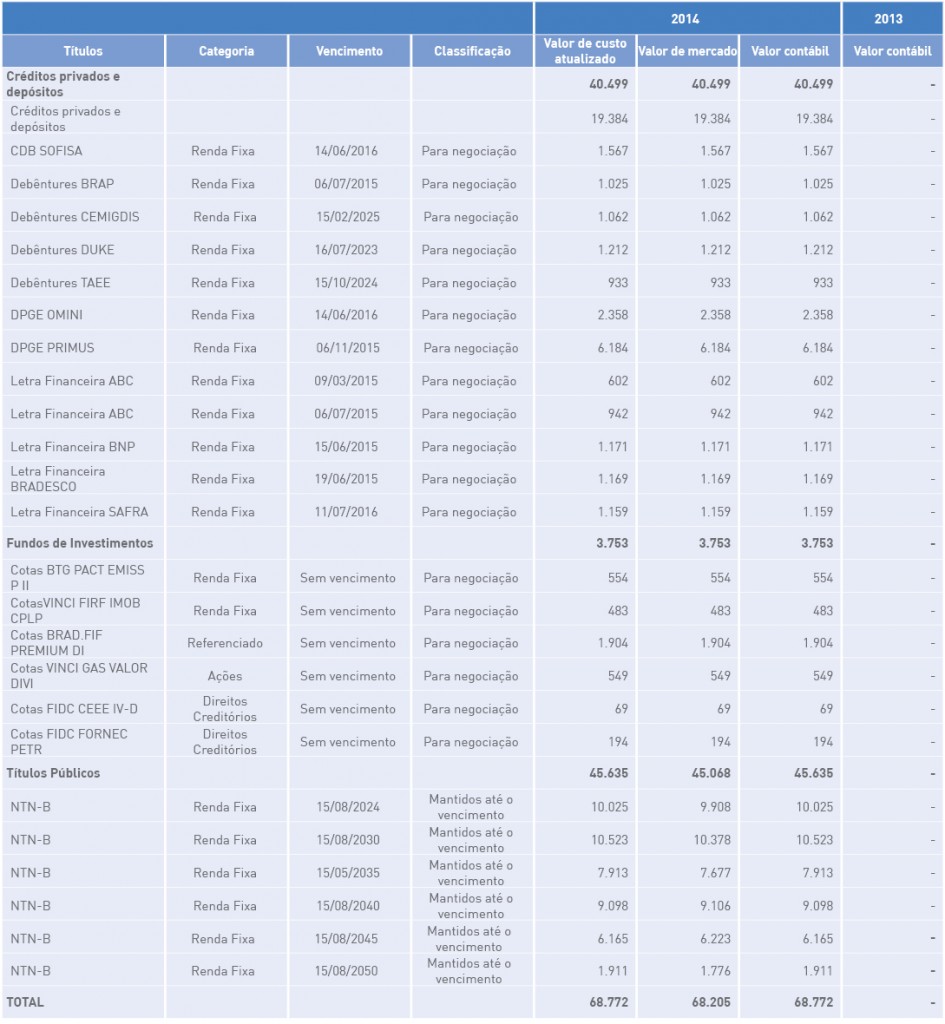 2014 2013
Títulos Categoria Vencimento Classificação Valor de custo atualizado Valor de mercado Valor contábil Valor contábil
Créditos privados e depósitos 40.499 40.499 40.499 -
Créditos privados e depósitos 19.384 19.384 19.384 -
CDB SOFISA Renda Fixa 14/06/2016 Para negociação 1.567 1.567 1.567 -
Debêntures BRAP Renda Fixa 06/07/2015 Para negociação 1.025 1.025 1.025 -
Debêntures CEMIGDIS Renda Fixa 15/02/2025 Para negociação 1.062 1.062 1.062 -
Debêntures DUKE Renda Fixa 16/07/2023 Para negociação 1.212 1.212 1.212 -
Debêntures TAEE Renda Fixa 15/10/2024 Para negociação 933 933 933 -
DPGE OMINI Renda Fixa 14/06/2016 Para negociação 2.358 2.358 2.358 -
DPGE PRIMUS Renda Fixa 06/11/2015 Para negociação 6.184 6.184 6.184 -
Letra Financeira ABC Renda Fixa 09/03/2015 Para negociação 602 602 602 -
Letra Financeira ABC Renda Fixa 06/07/2015 Para negociação 942 942 942 -
Letra Financeira BNP Renda Fixa 15/06/2015 Para negociação 1.171 1.171 1.171 -
Letra Financeira BRADESCO Renda Fixa 19/06/2015 Para negociação 1.169 1.169 1.169 -
Letra Financeira SAFRA Renda Fixa 11/07/2016 Para negociação 1.159 1.159 1.159 -
Fundos de Investimentos 3.753 3.753 3.753 -
Cotas BTG PACT EMISS P II Renda Fixa Sem vencimento Para negociação 554 554 554 -
CotasVINCI FIRF IMOB CPLP Renda Fixa Sem vencimento Para negociação 483 483 483 -
Cotas BRAD.FIF PREMIUM DI Referenciado Sem vencimento Para negociação 1.904 1.904 1.904 -
Cotas VINCI GAS VALOR DIVI Ações Sem vencimento Para negociação 549 549 549 -
Cotas FIDC CEEE IV-D Direitos Creditórios Sem vencimento Para negociação 69 69 69 -
Cotas FIDC FORNEC PETR Direitos Creditórios Sem vencimento Para negociação 194 194 194 -
Títulos Públicos 45.635 45.068 45.635 -
NTN-B Renda Fixa 15/08/2024 Mantidos até o vencimento 10.025 9.908 10.025 -
NTN-B Renda Fixa 15/08/2030 Mantidos até o vencimento 10.523 10.378 10.523 -
NTN-B Renda Fixa 15/05/2035 Mantidos até o vencimento 7.913 7.677 7.913 -
NTN-B Renda Fixa 15/08/2040 Mantidos até o vencimento 9.098 9.106 9.098 -
NTN-B Renda Fixa 15/08/2045 Mantidos até o vencimento 6.165 6.223 6.165 -
NTN-B Renda Fixa 15/08/2050 Mantidos até o vencimento 1.911 1.776 1.911 -
TOTAL 68.772 68.205 68.772 -